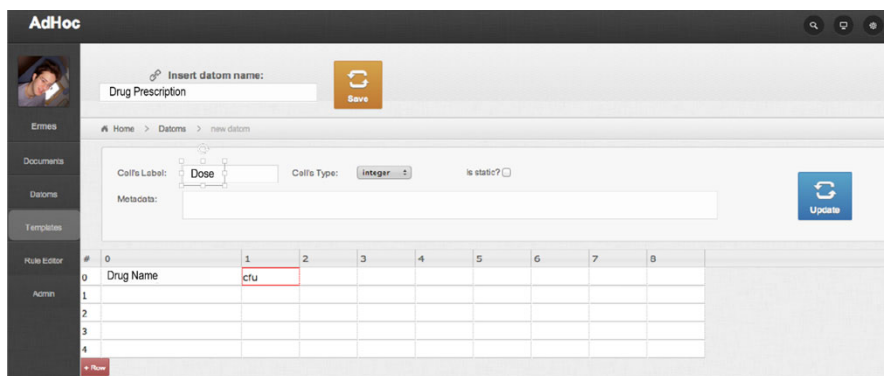 AdHoc
Insert datom name:
Drug Prescription
Save
Ermes
Home > Datoms > new datom
Documents
Cell's Label:
Dose
Cell's Type:
integer
is static?
Datoms
Metadata:
Update
Templates
Rule Editor
# 0 1 2 3 4 5 6 7 8
0 Drug Name cfu
Admin
1
2
3
4
+ Row